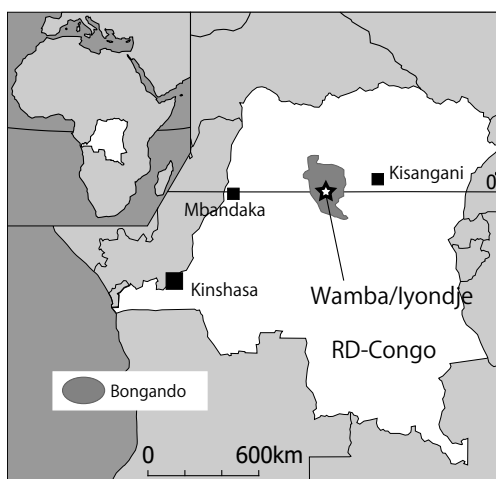 0°
Kisangani
Mbandaka
Kinshasa
Wamba/Iyondje
RD-Congo
Bongando
0 600km